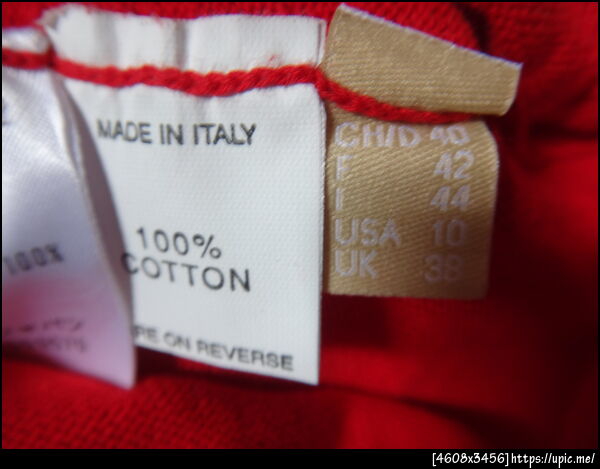 MADE IN ITALY
100%
COTTON
RE ON REVERSE
CH/D 40
F 42
I 44
USA 10
UK 38
100%
[4608x3456]https://upic.me/